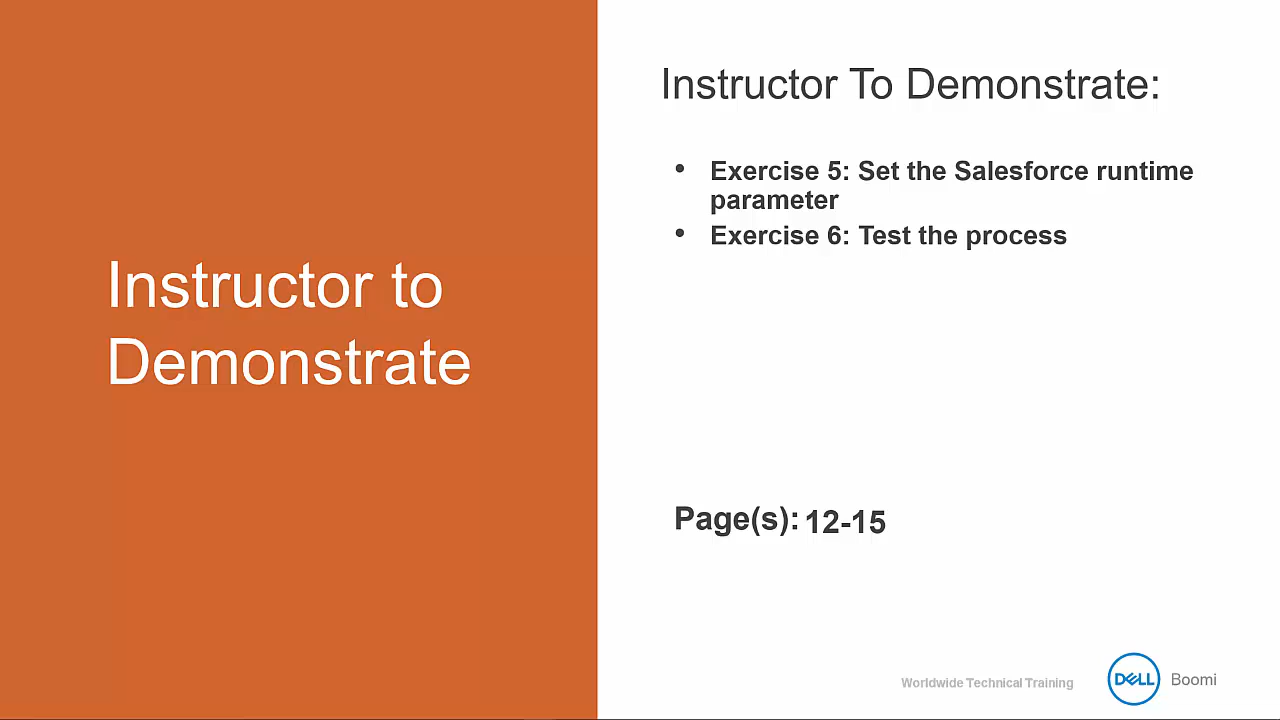 Instructor to
Demonstrate
Instructor To Demonstrate:
• Exercise 5: Set the Salesforce runtime
parameter
• Exercise 6: Test the process
Page(s): 12-15
Worldwide Technical Training
DELL Boomi